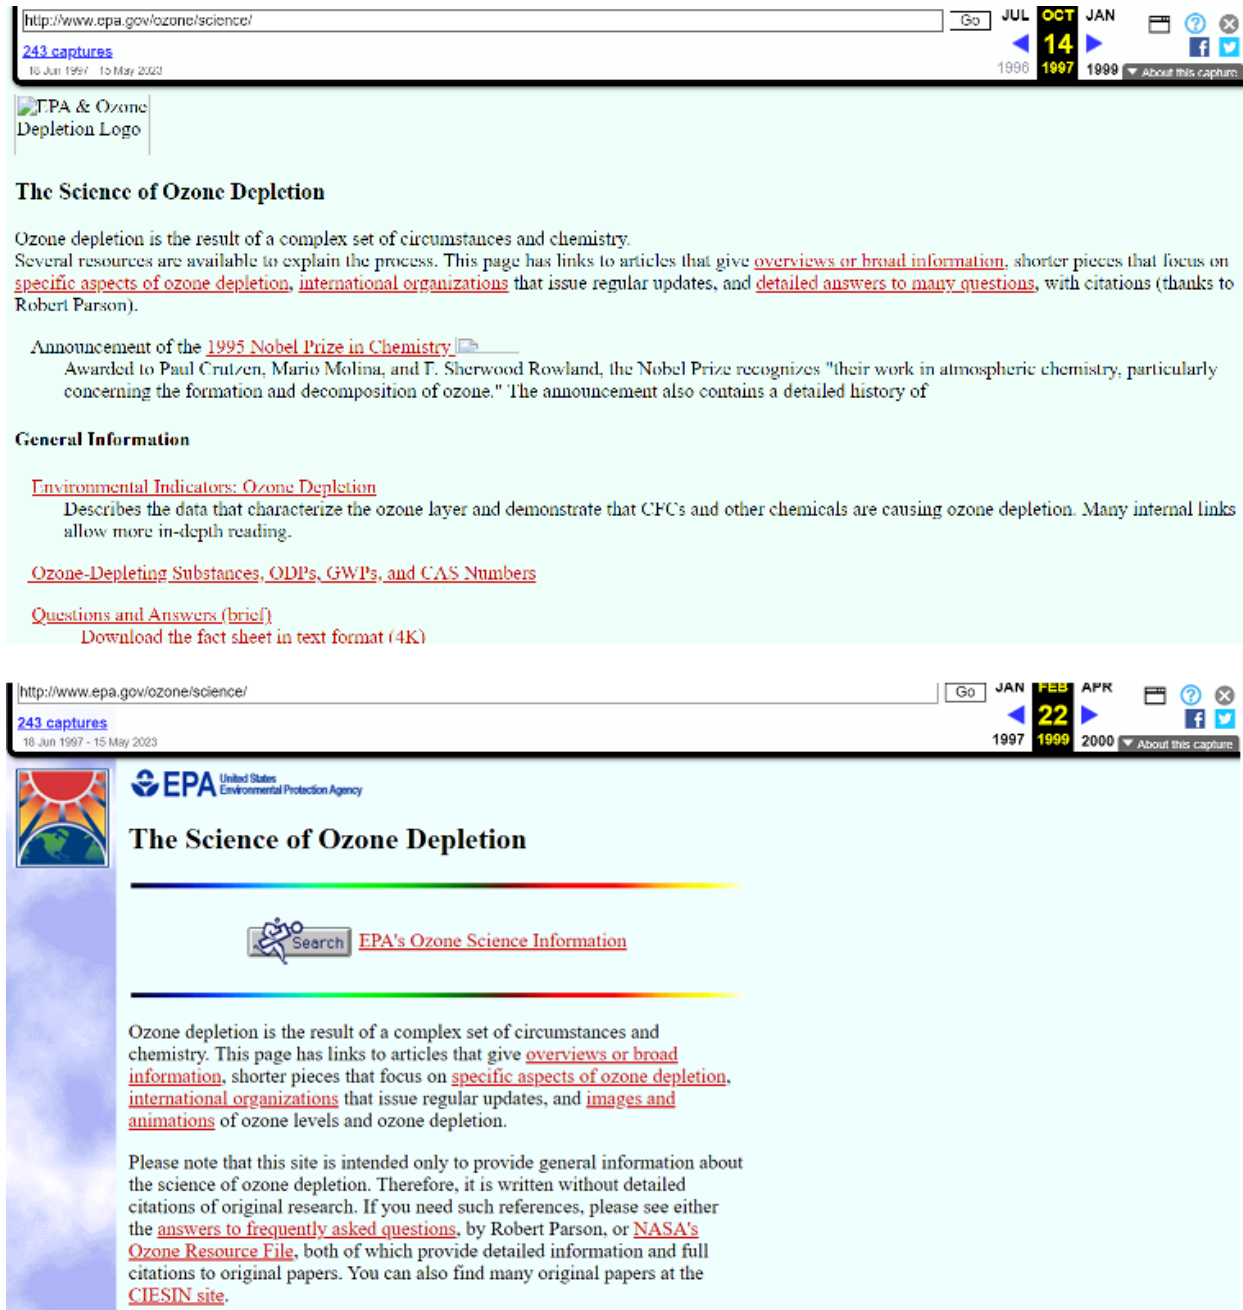 http://www.epa.gov/ozone/science/
Go
JUL OCT JAN
243 captures
14
18 Jun 1997 - 15 May 2023
1996 1997 1999
About this capture
EPA & Ozone
Depletion Logo
The Science of Ozone Depletion
Ozone depletion is the result of a complex set of circumstances and chemistry.
Several resources are available to explain the process. This page has links to articles that give overviews or broad information, shorter pieces that focus on
specific aspects of ozone depletion, international organizations that issue regular updates, and detailed answers to many questions, with citations (thanks to
Robert Parson).
Announcement of the 1995 Nobel Prize in Chemistry
Awarded to Paul Crutzen, Mario Molina, and F. Sherwood Rowland, the Nobel Prize recognizes "their work in atmospheric chemistry, particularly
concerning the formation and decomposition of ozone." The announcement also contains a detailed history of
General Information
Environmental Indicators: Ozone Depletion
Describes the data that characterize the ozone layer and demonstrate that CFCs and other chemicals are causing ozone depletion. Many internal links
allow more in-depth reading.
Ozone-Depleting Substances, ODPs, GWPs, and CAS Numbers
Questions and Answers (brief)
Download the fact sheet in text format (4K)
http://www.epa.gov/ozone/science/
Go
JAN FEB APR
243 captures
22
18 Jun 1997 - 15 May 2023
1997 1999 2000
About this capture
EPA United States
Environmental Protection Agency
The Science of Ozone Depletion
Search EPA's Ozone Science Information
Ozone depletion is the result of a complex set of circumstances and
chemistry. This page has links to articles that give overviews or broad
information, shorter pieces that focus on specific aspects of ozone depletion,
international organizations that issue regular updates, and images and
animations of ozone levels and ozone depletion.
Please note that this site is intended only to provide general information about
the science of ozone depletion. Therefore, it is written without detailed
citations of original research. If you need such references, please see either
the answers to frequently asked questions, by Robert Parson, or NASA's
Ozone Resource File, both of which provide detailed information and full
citations to original papers. You can also find many original papers at the
CIESIN site.